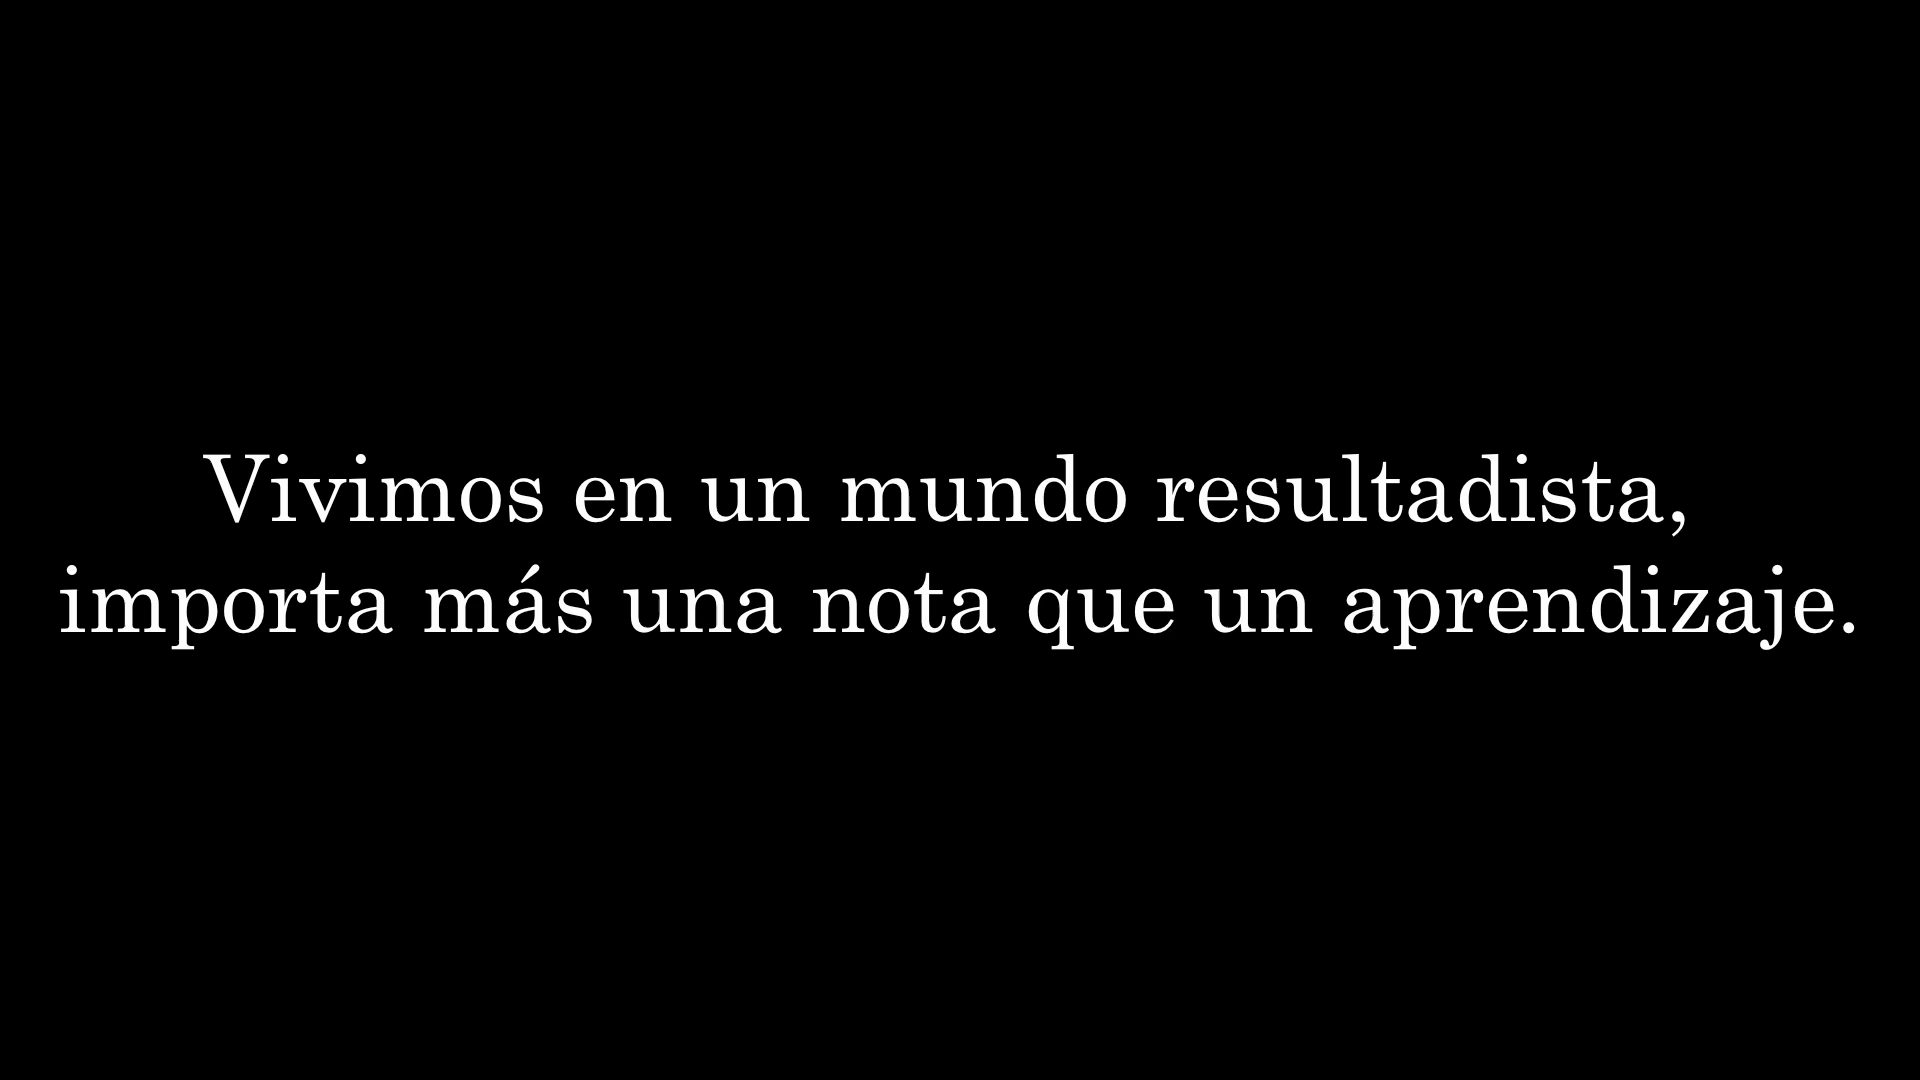 Vivimos en un mundo resultadista,
importa más una nota que un aprendizaje.